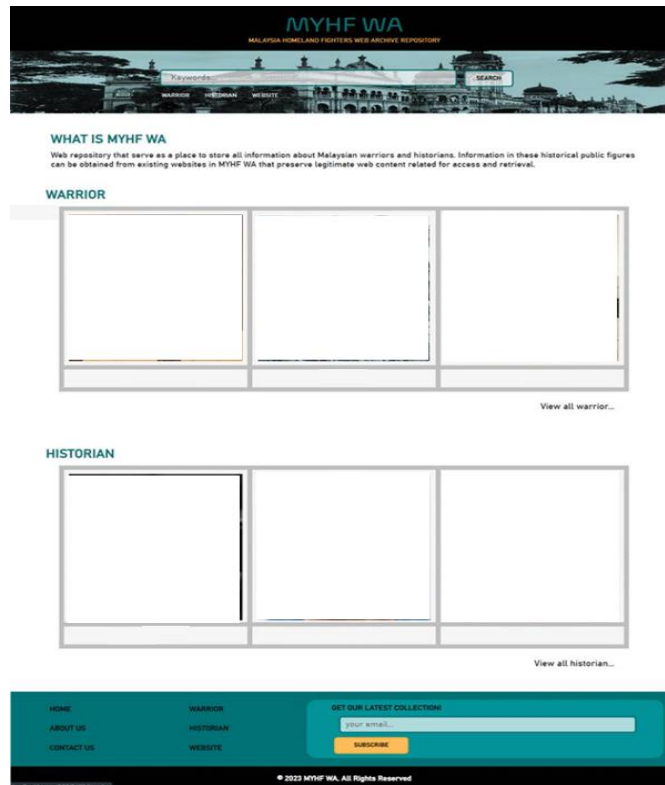 MYHF WA
MALAYSIA HOMELAND FIGHTERS WEB ARCHIVE REPOSITORY
Keywords...
SEARCH
WARRIOR HISTORIAN WEBSITE
WHAT IS MYHF WA
Web repository that serve as a place to store all information about Malaysian warriors and historians. Information in these historical public figures
can be obtained from existing websites in MYHF WA that preserve legitimate web content related for access and retrieval.
WARRIOR
View all warrior...
HISTORIAN
View all historian...
HOME WARRIOR GET OUR LATEST COLLECTION!
your email...
ABOUT US HISTORIAN
CONTACT US WEBSITE SUBSCRIBE
© 2023 MYHF WA. All Rights Reserved